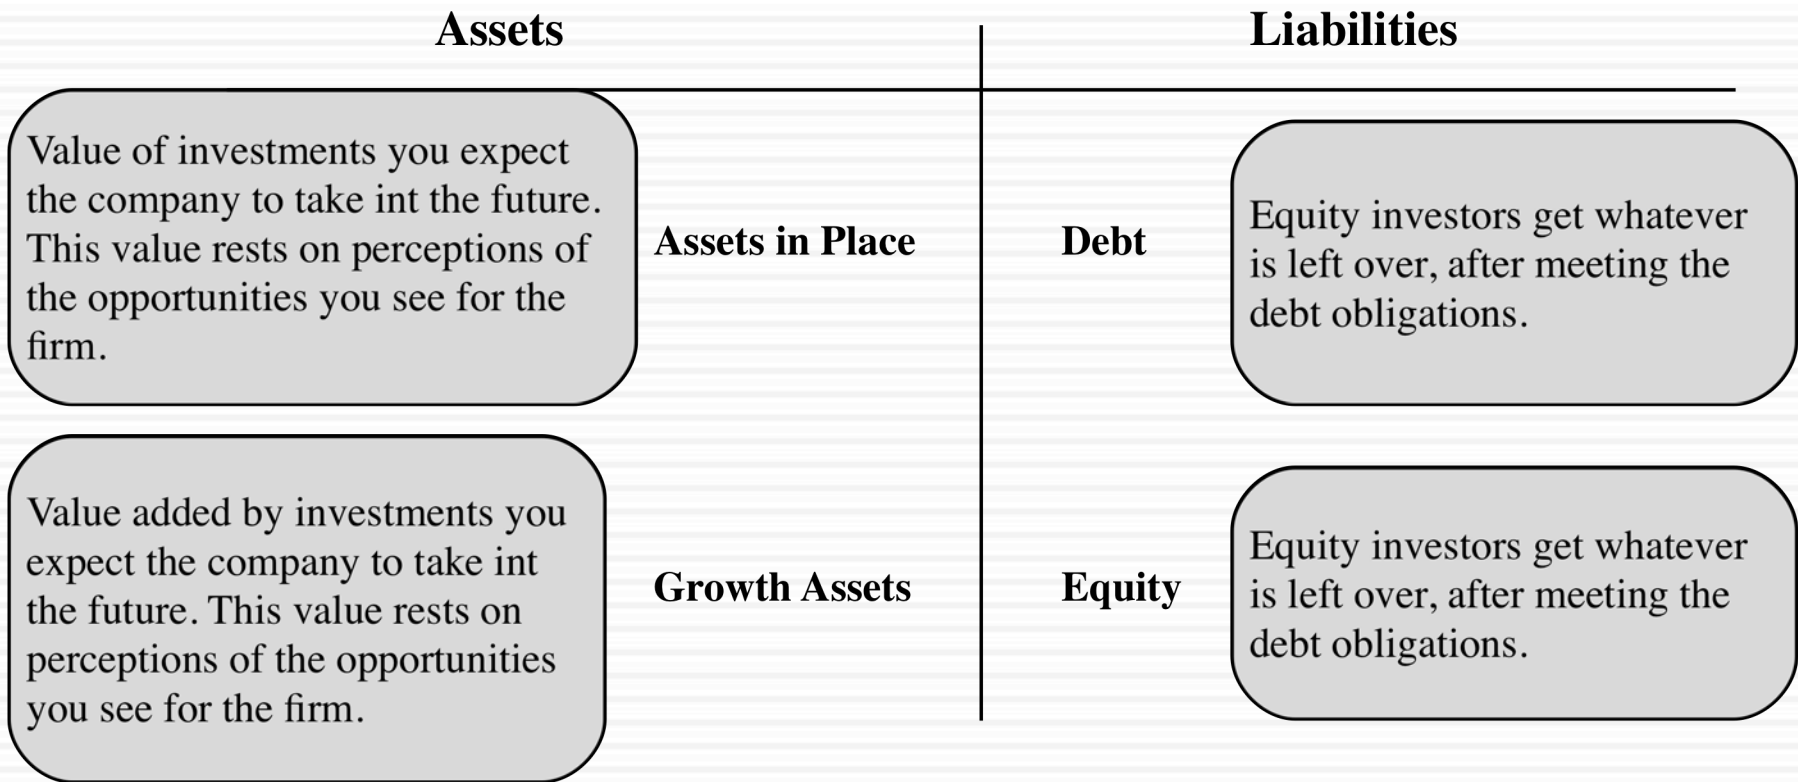 Assets
Liabilities
Value of investments you expect
the company to take int the future.
This value rests on perceptions of
the opportunities you see for the
firm.
Assets in Place
Debt
Equity investors get whatever
is left over, after meeting the
debt obligations.
Value added by investments you
expect the company to take int
the future. This value rests on
perceptions of the opportunities
you see for the firm.
Growth Assets
Equity
Equity investors get whatever
is left over, after meeting the
debt obligations.